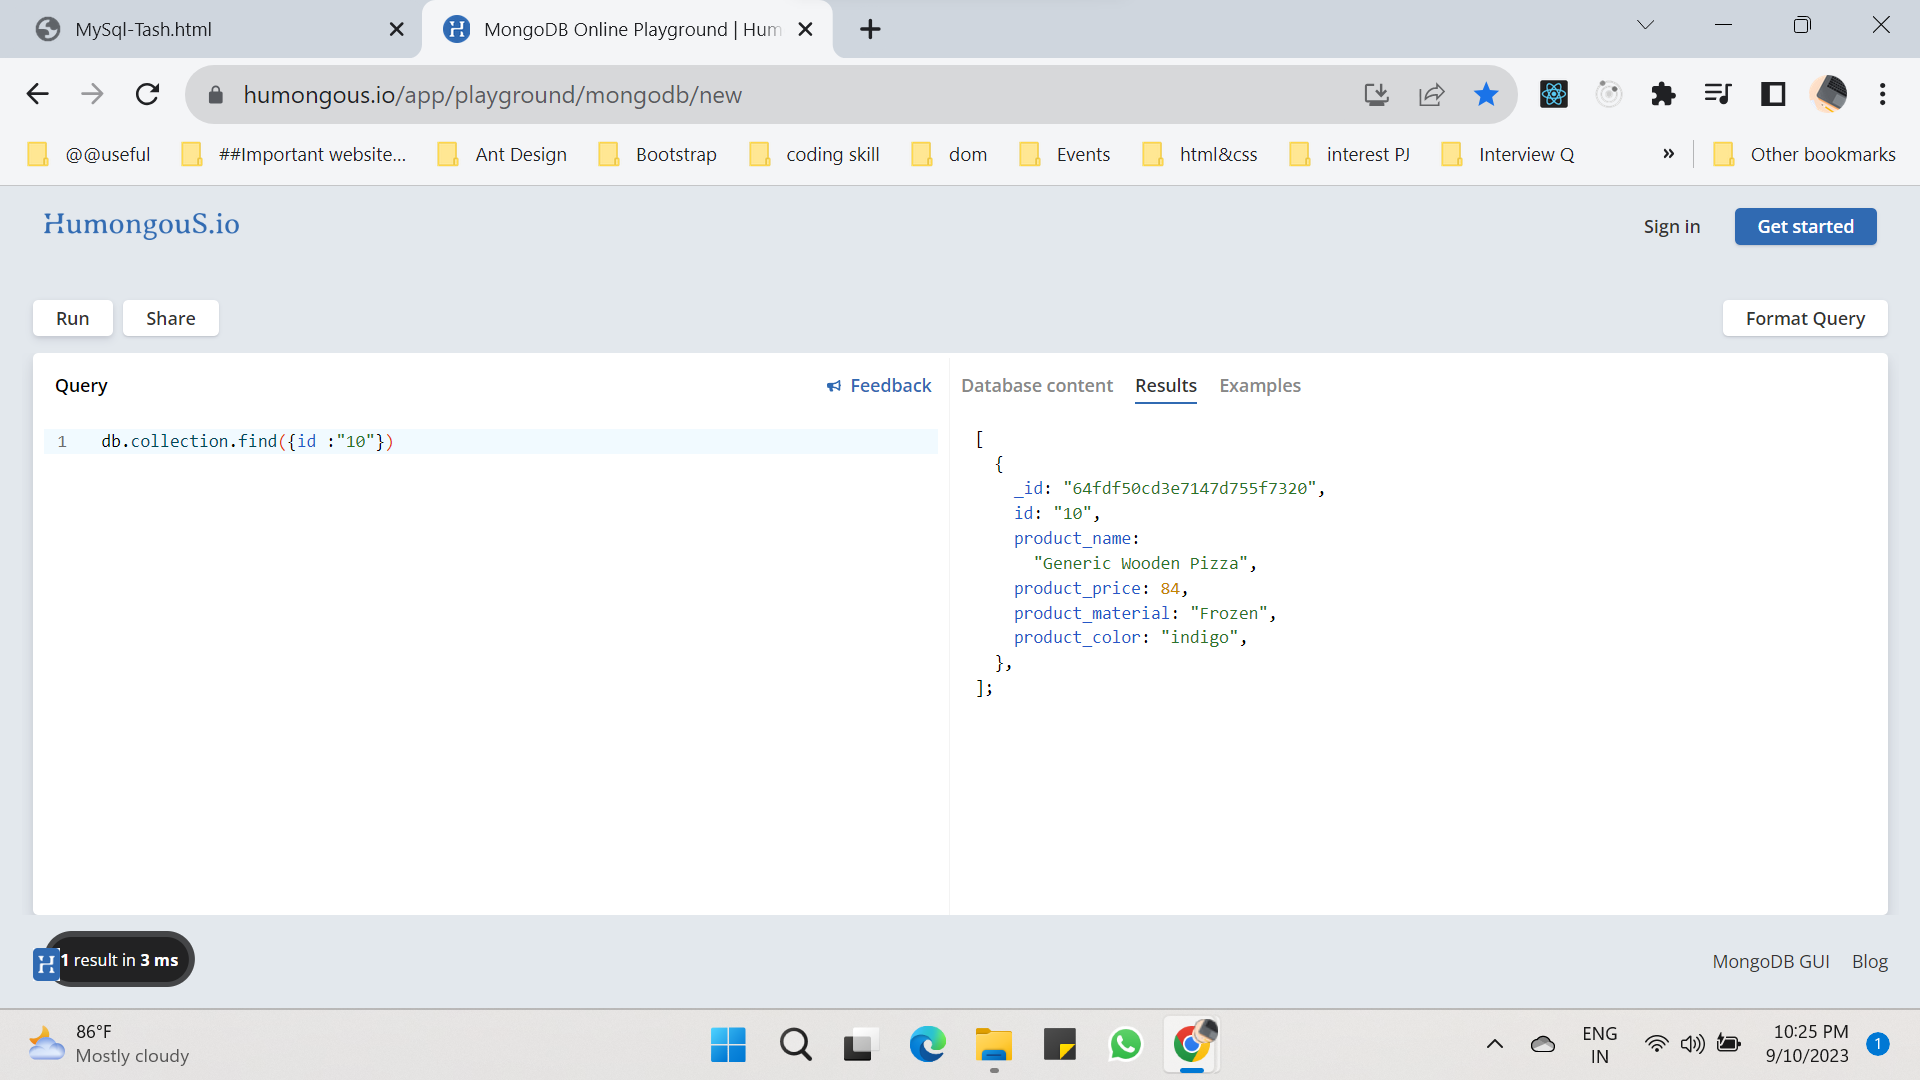 MySql-Tash.html
MongoDB Online Playground | Hum
humongous.io/app/playground/mongodb/new
@@useful ##Important website... Ant Design Bootstrap coding skill dom Events html&css interest PJ Interview Q » Other bookmarks
HumongouS.io
Sign in Get started
Run Share Format Query
Query Feedback Database content Results Examples
1 db.collection.find({id :"10"})
[
{
_id: "64fdf50cd3e7147d755f7320",
id: "10",
product_name:
"Generic Wooden Pizza",
product_price: 84,
product_material: "Frozen",
product_color: "indigo",
},
];
H 1 result in 3 ms
MongoDB GUI Blog
86°F
Mostly cloudy
ENG
IN
10:25 PM
9/10/2023
1